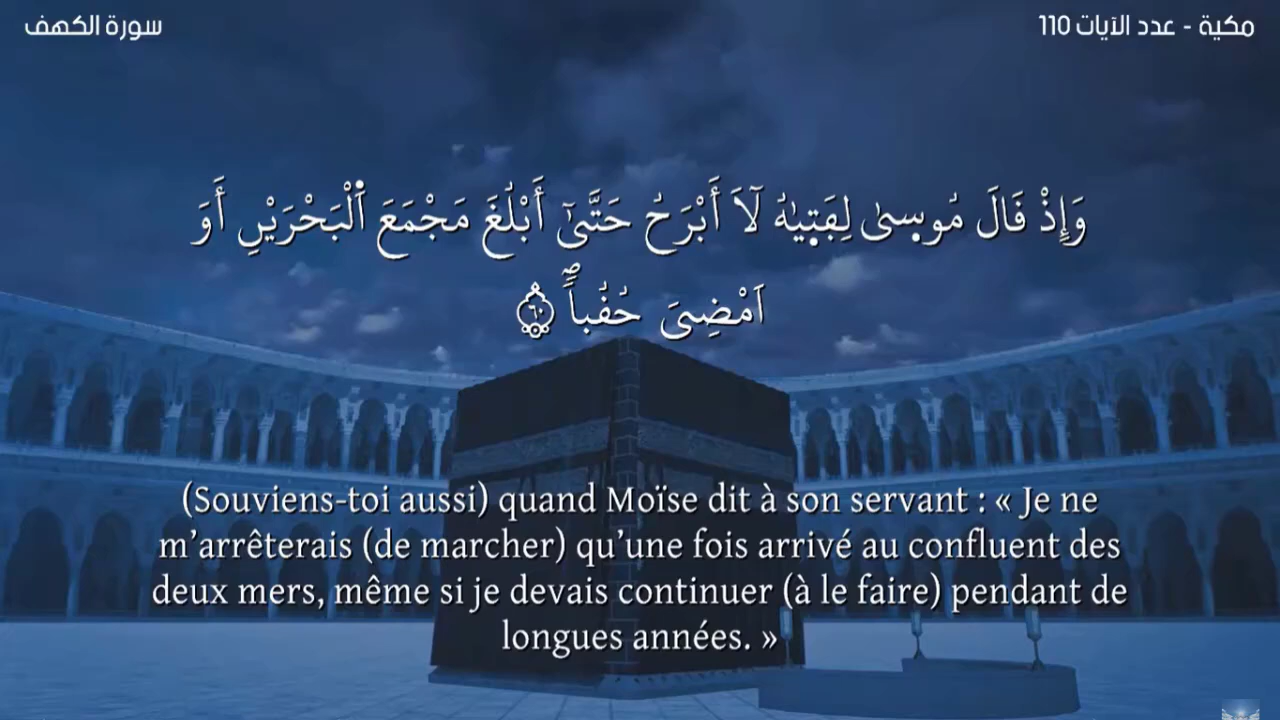 سورة الكهف
مكية - عدد الآيات 110
وَإِذْ قَالَ مُوسۭىٰ لِفَتۭىٰهُ لَآ أَبْرَحُ حَتَّىٰٓ أَبْلُغَ مَجْمَعَ ٱلْبَحْرَيْنِ أَوَ
اَمْضِىَ حُقُباًۖ ٦٠
(Souviens-toi aussi) quand Moïse dit à son servant : « Je ne
m’arrêterais (de marcher) qu’une fois arrivé au confluent des
deux mers, même si je devais continuer (à le faire) pendant de
longues années. »